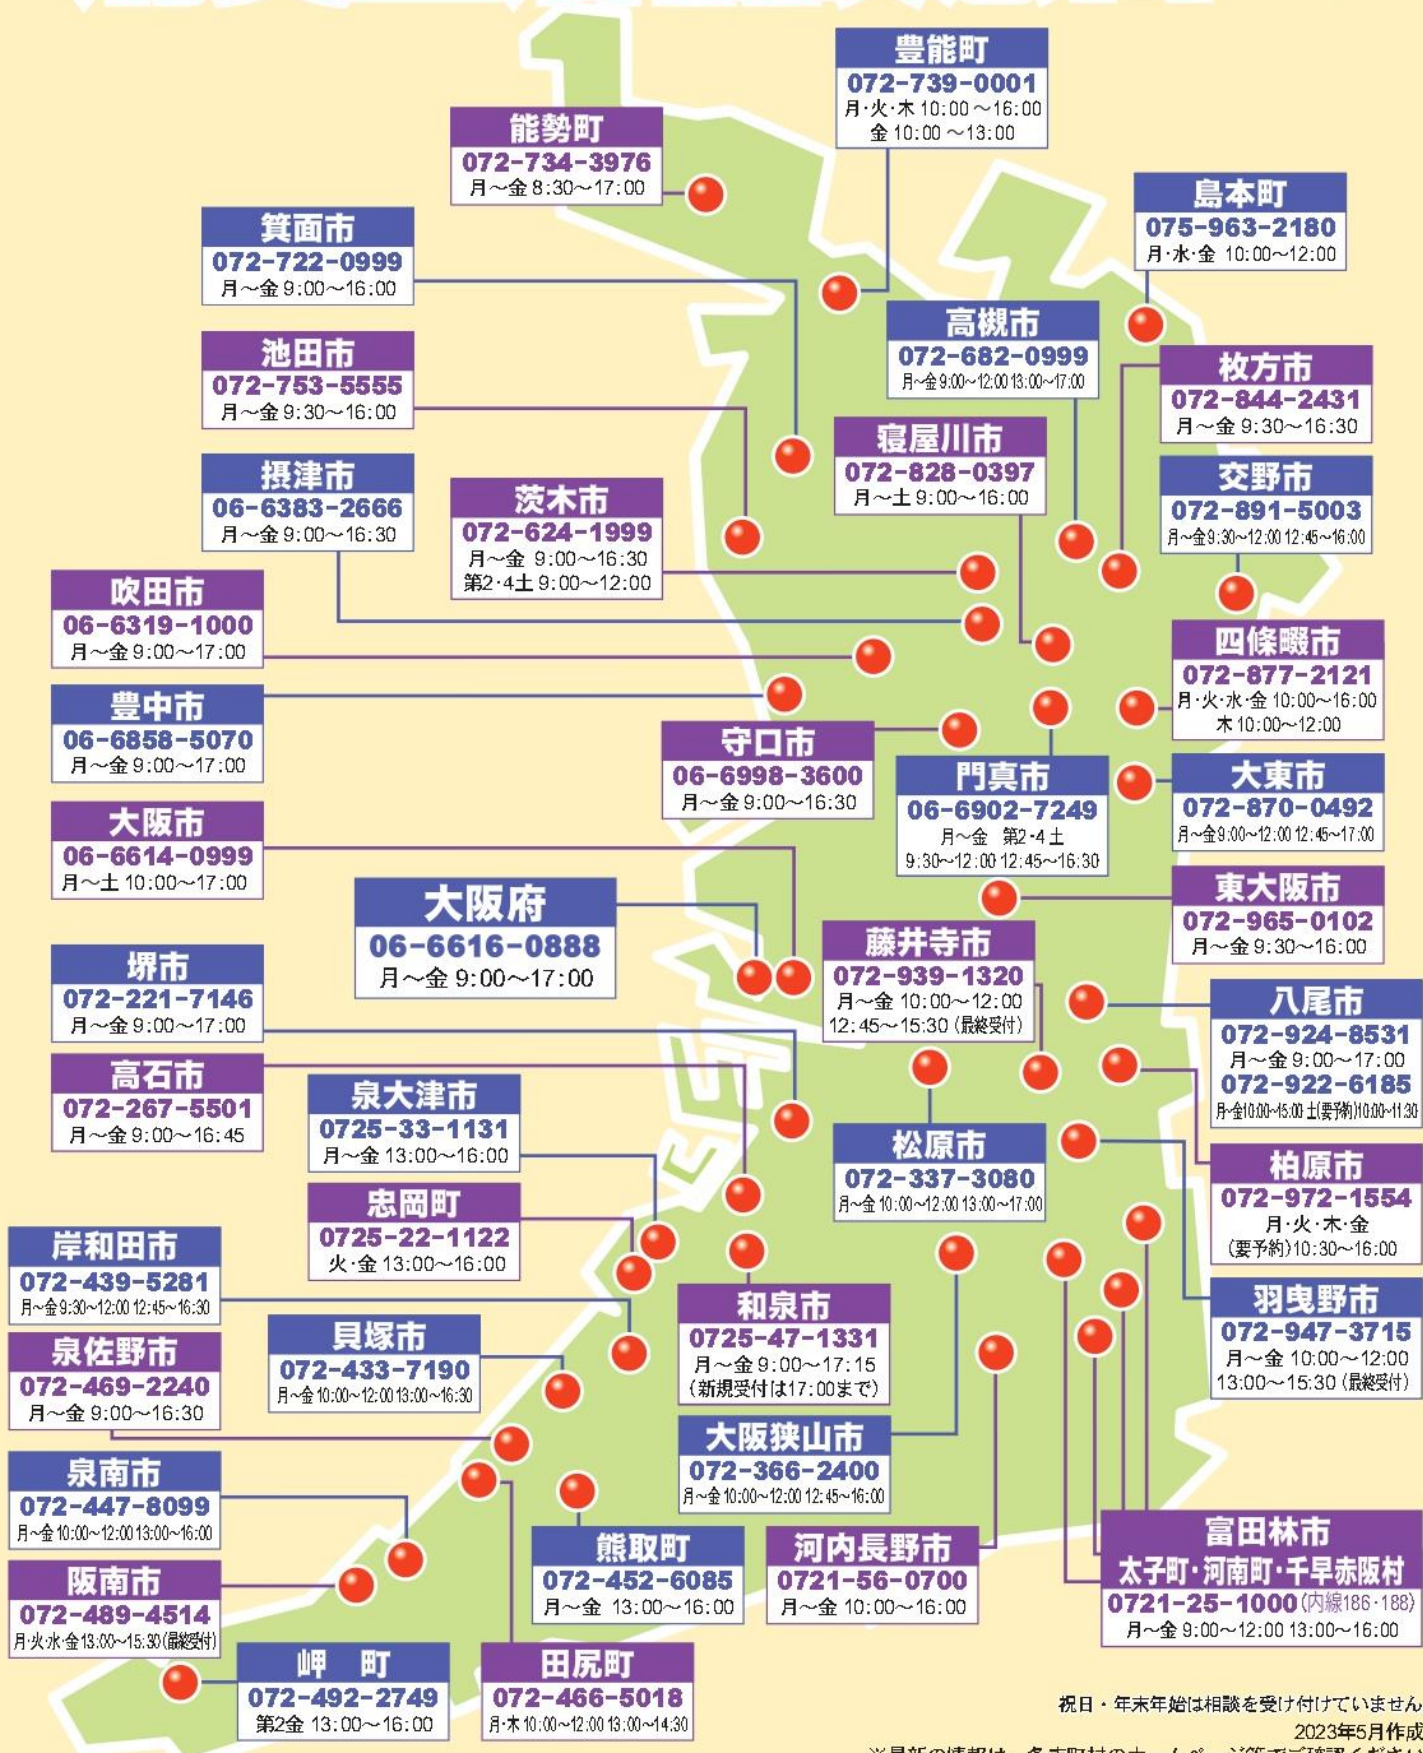 豊能町
072-739-0001
月・火・木 10:00～16:00
金 10:00～13:00
能勢町
072-734-3976
月～金 8:30～17:00
島本町
075-963-2180
月・水・金 10:00～12:00
箕面市
072-722-0999
月～金 9:00～16:00
高槻市
072-682-0999
月～金 9:00～12:00 13:00～17:00
池田市
072-753-5555
月～金 9:30～16:00
枚方市
072-844-2431
月～金 9:30～16:30
寝屋川市
072-828-0397
月～土 9:00～16:00
摂津市
06-6383-2666
月～金 9:00～16:30
茨木市
072-624-1999
月～金 9:00～16:30
第2・4土 9:00～12:00
交野市
072-891-5003
月～金 9:30～12:00 12:45～16:00
吹田市
06-6319-1000
月～金 9:00～17:00
四條畷市
072-877-2121
月・火・水・金 10:00～16:00
木 10:00～12:00
豊中市
06-6858-5070
月～金 9:00～17:00
守口市
06-6998-3600
月～金 9:00～16:30
門真市
06-6902-7249
月～金 第2・4土
9:30～12:00 12:45～16:30
大東市
072-870-0492
月～金 9:00～12:00 12:45～17:00
大阪市
06-6614-0999
月～土 10:00～17:00
東大阪市
072-965-0102
月～金 9:30～16:00
大阪府
06-6616-0888
月～金 9:00～17:00
藤井寺市
072-939-1320
月～金 10:00～12:00
12:45～15:30 (最終受付)
堺市
072-221-7146
月～金 9:00～17:00
八尾市
072-924-8531
月～金 9:00～17:00
072-922-6185
月～金10:00～15:00 土(要予約)10:00～11:30
高石市
072-267-5501
月～金 9:00～16:45
泉大津市
0725-33-1131
月～金 13:00～16:00
松原市
072-337-3080
月～金 10:00～12:00 13:00～17:00
柏原市
072-972-1554
月・火・木・金
(要予約)10:30～16:00
忠岡町
0725-22-1122
火・金 13:00～16:00
岸和田市
072-439-5281
月～金 9:30～12:00 12:45～16:30
和泉市
0725-47-1331
月～金 9:00～17:15
(新規受付は17:00まで)
羽曳野市
072-947-3715
月～金 10:00～12:00
13:00～15:30 (最終受付)
貝塚市
072-433-7190
月～金 10:00～12:00 13:00～16:30
泉佐野市
072-469-2240
月～金 9:00～16:30
大阪狭山市
072-366-2400
月～金 10:00～12:00 12:45～16:00
泉南市
072-447-8099
月～金 10:00～12:00 13:00～16:00
熊取町
072-452-6085
月～金 13:00～16:00
河内長野市
0721-56-0700
月～金 10:00～16:00
富田林市
太子町・河南町・千早赤阪村
0721-25-1000 (内線186・188)
月～金 9:00～12:00 13:00～16:00
阪南市
072-489-4514
月・火・水・金 13:00～15:30 (最終受付)
岬 町
072-492-2749
第2金 13:00～16:00
田尻町
072-466-5018
月・木 10:00～12:00 13:00～14:30
祝日・年末年始は相談を受け付けていません
2023年5月作成